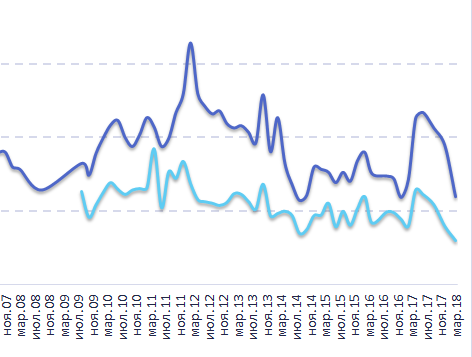 ноя.07
мар.08
июл.08
ноя.08
мар.09
июл.09
ноя.09
мар.10
июл.10
ноя.10
мар.11
июл.11
ноя.11
мар.12
июл.12
ноя.12
мар.13
июл.13
ноя.13
мар.14
июл.14
ноя.14
мар.15
июл.15
ноя.15
мар.16
июл.16
ноя.16
мар.17
июл.17
ноя.17
мар.18